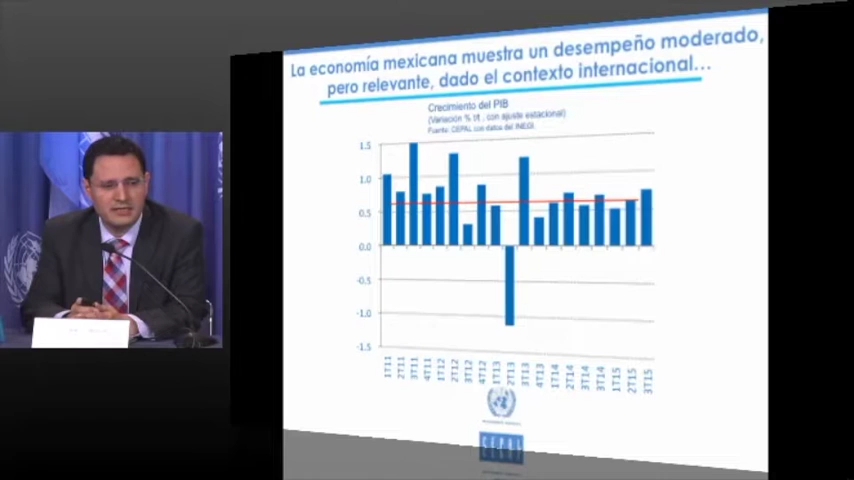 La economía mexicana muestra un desempeño moderado,
pero relevante, dado el contexto internacional...
Crecimiento del PIB
(Variación % t/t , con ajuste estacional)
Fuente: CEPAL con datos del INEGI.
1.5
1.0
0.5
0.0
-0.5
-1.0
-1.5
1T11 2T11 3T11 4T11 1T12 2T12 3T12 4T12 1T13 2T13 3T13 4T13 1T14 2T14 3T14 3T14 1T15 2T15 3T15
CEPAL